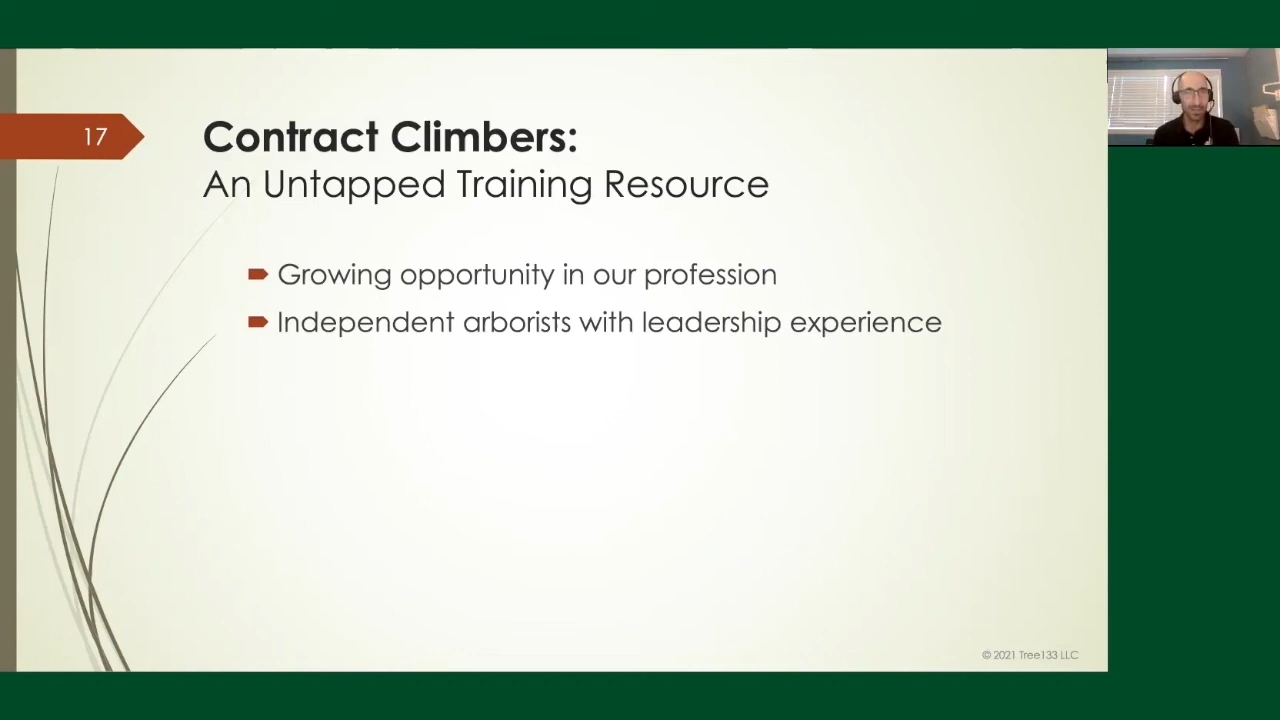 17
Contract Climbers:
An Untapped Training Resource
Growing opportunity in our profession
Independent arborists with leadership experience
© 2021 Tree133 LLC